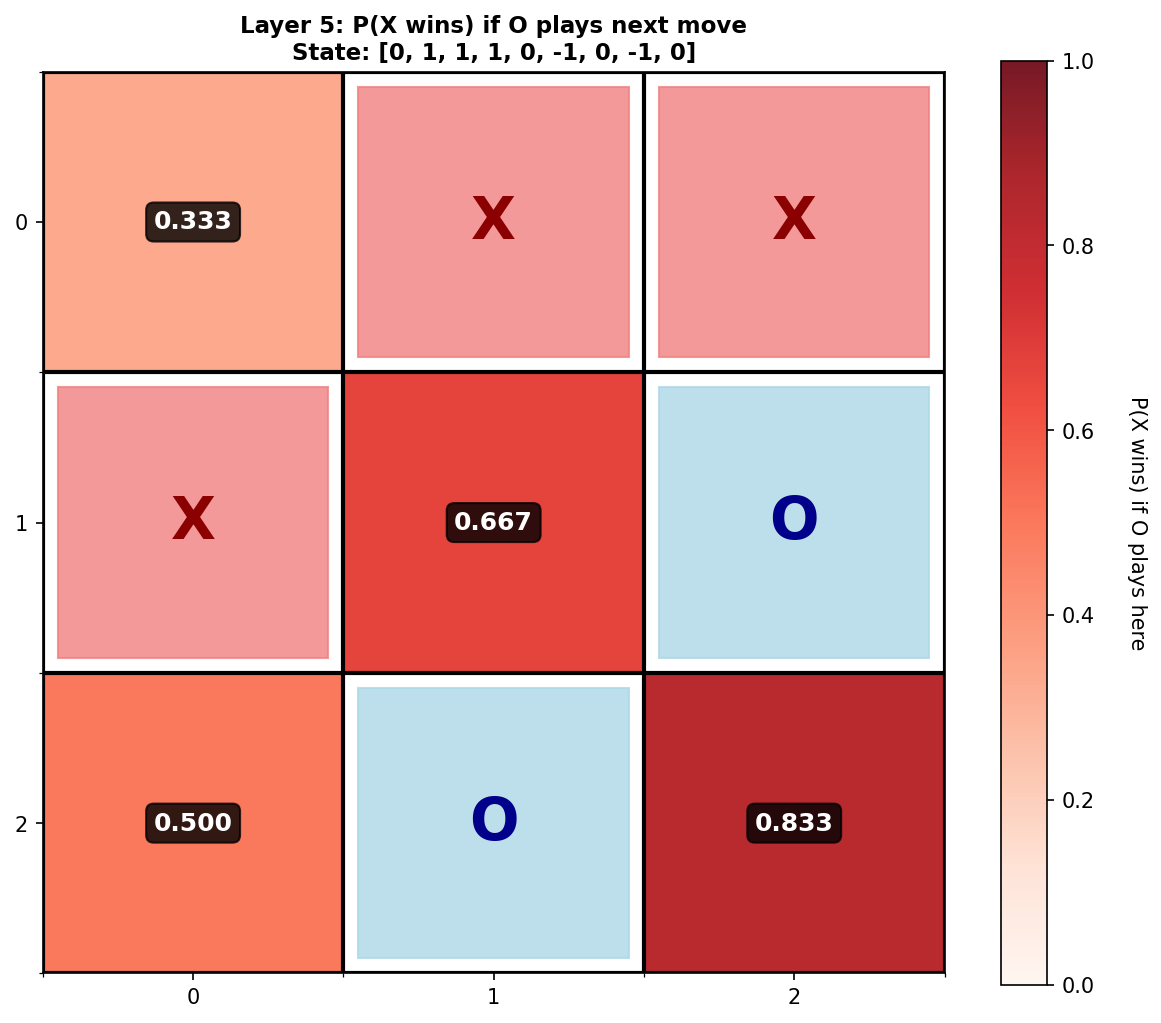 Layer 5: P(X wins) if O plays next move
State: [0, 1, 1, 1, 0, -1, 0, -1, 0]
0
0.333
X
X
1
X
0.667
O
2
0.500
O
0.833
0
1
2
1.0
0.8
0.6
0.4
0.2
0.0
P(X wins) if O plays here